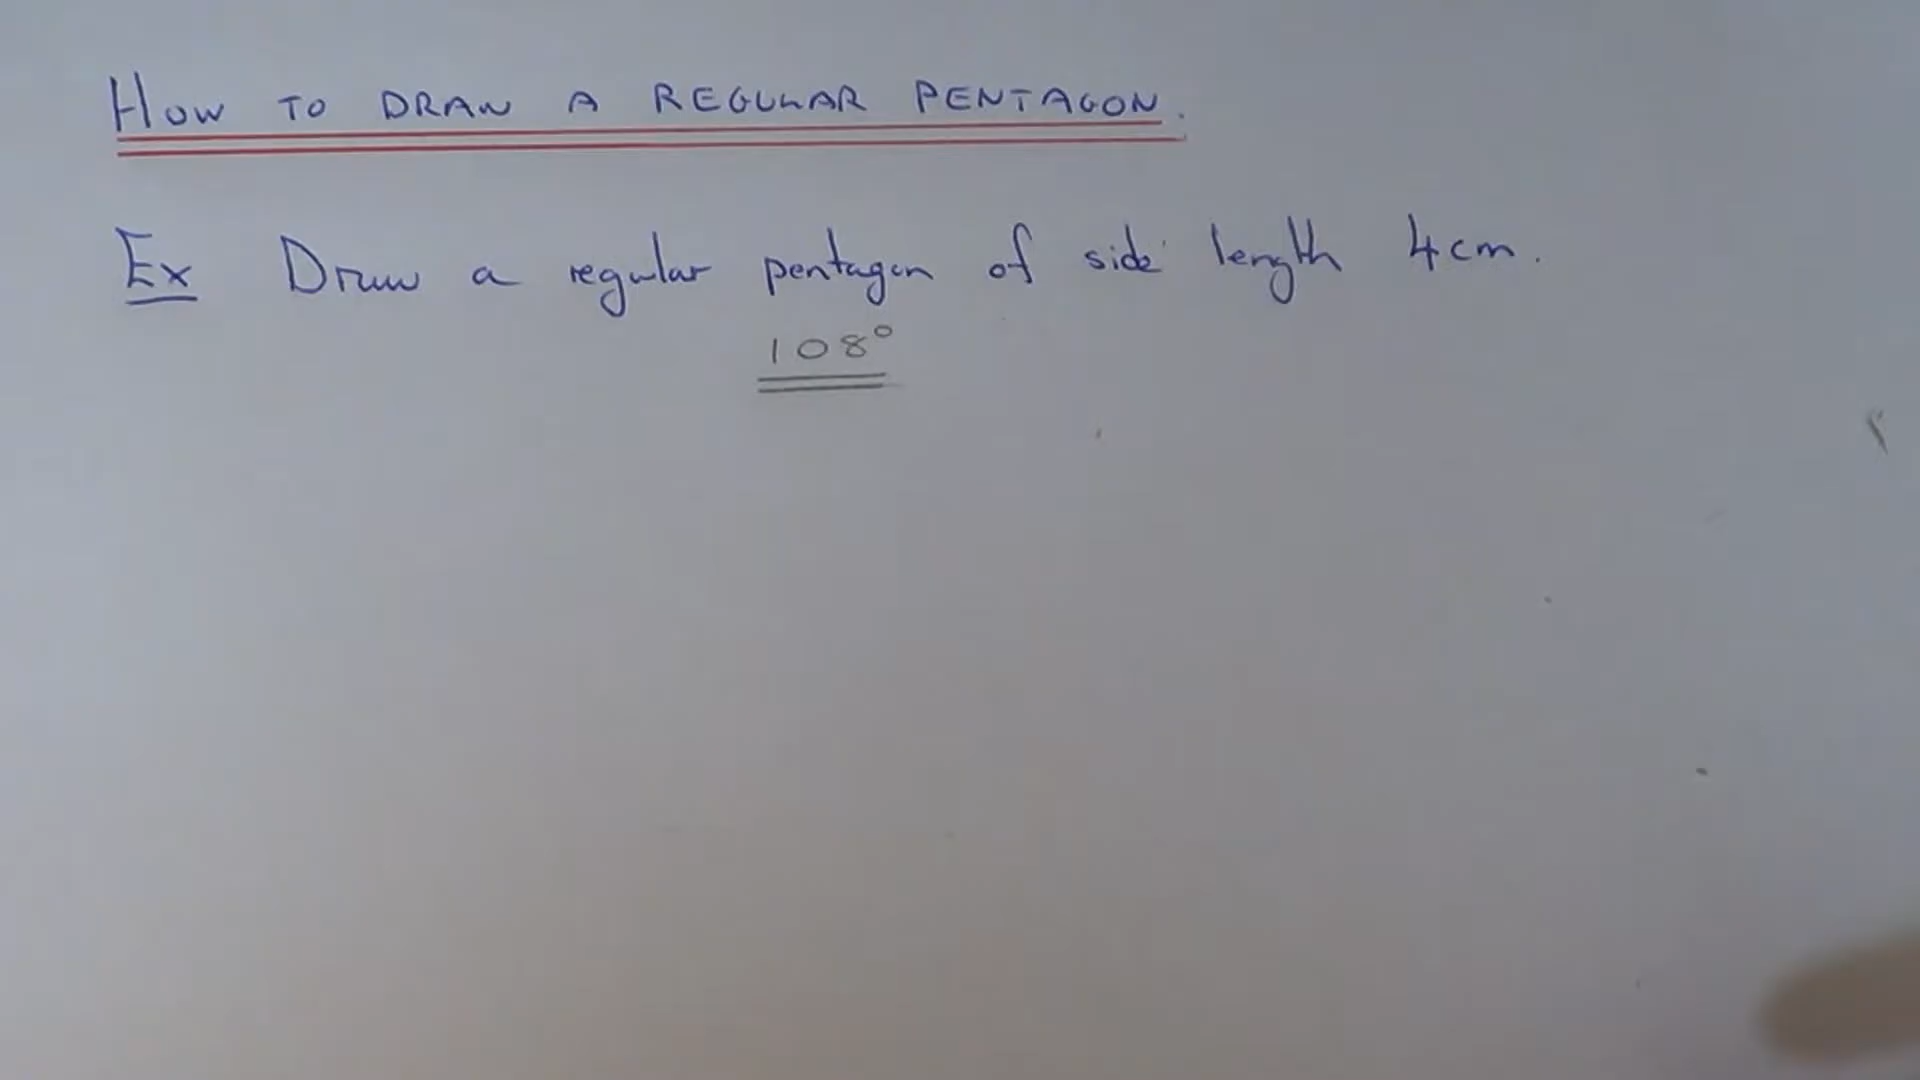 HOW TO DRAW A REGULAR PENTAGON.
Ex Draw a regular pentagon of side length 4cm.
108°